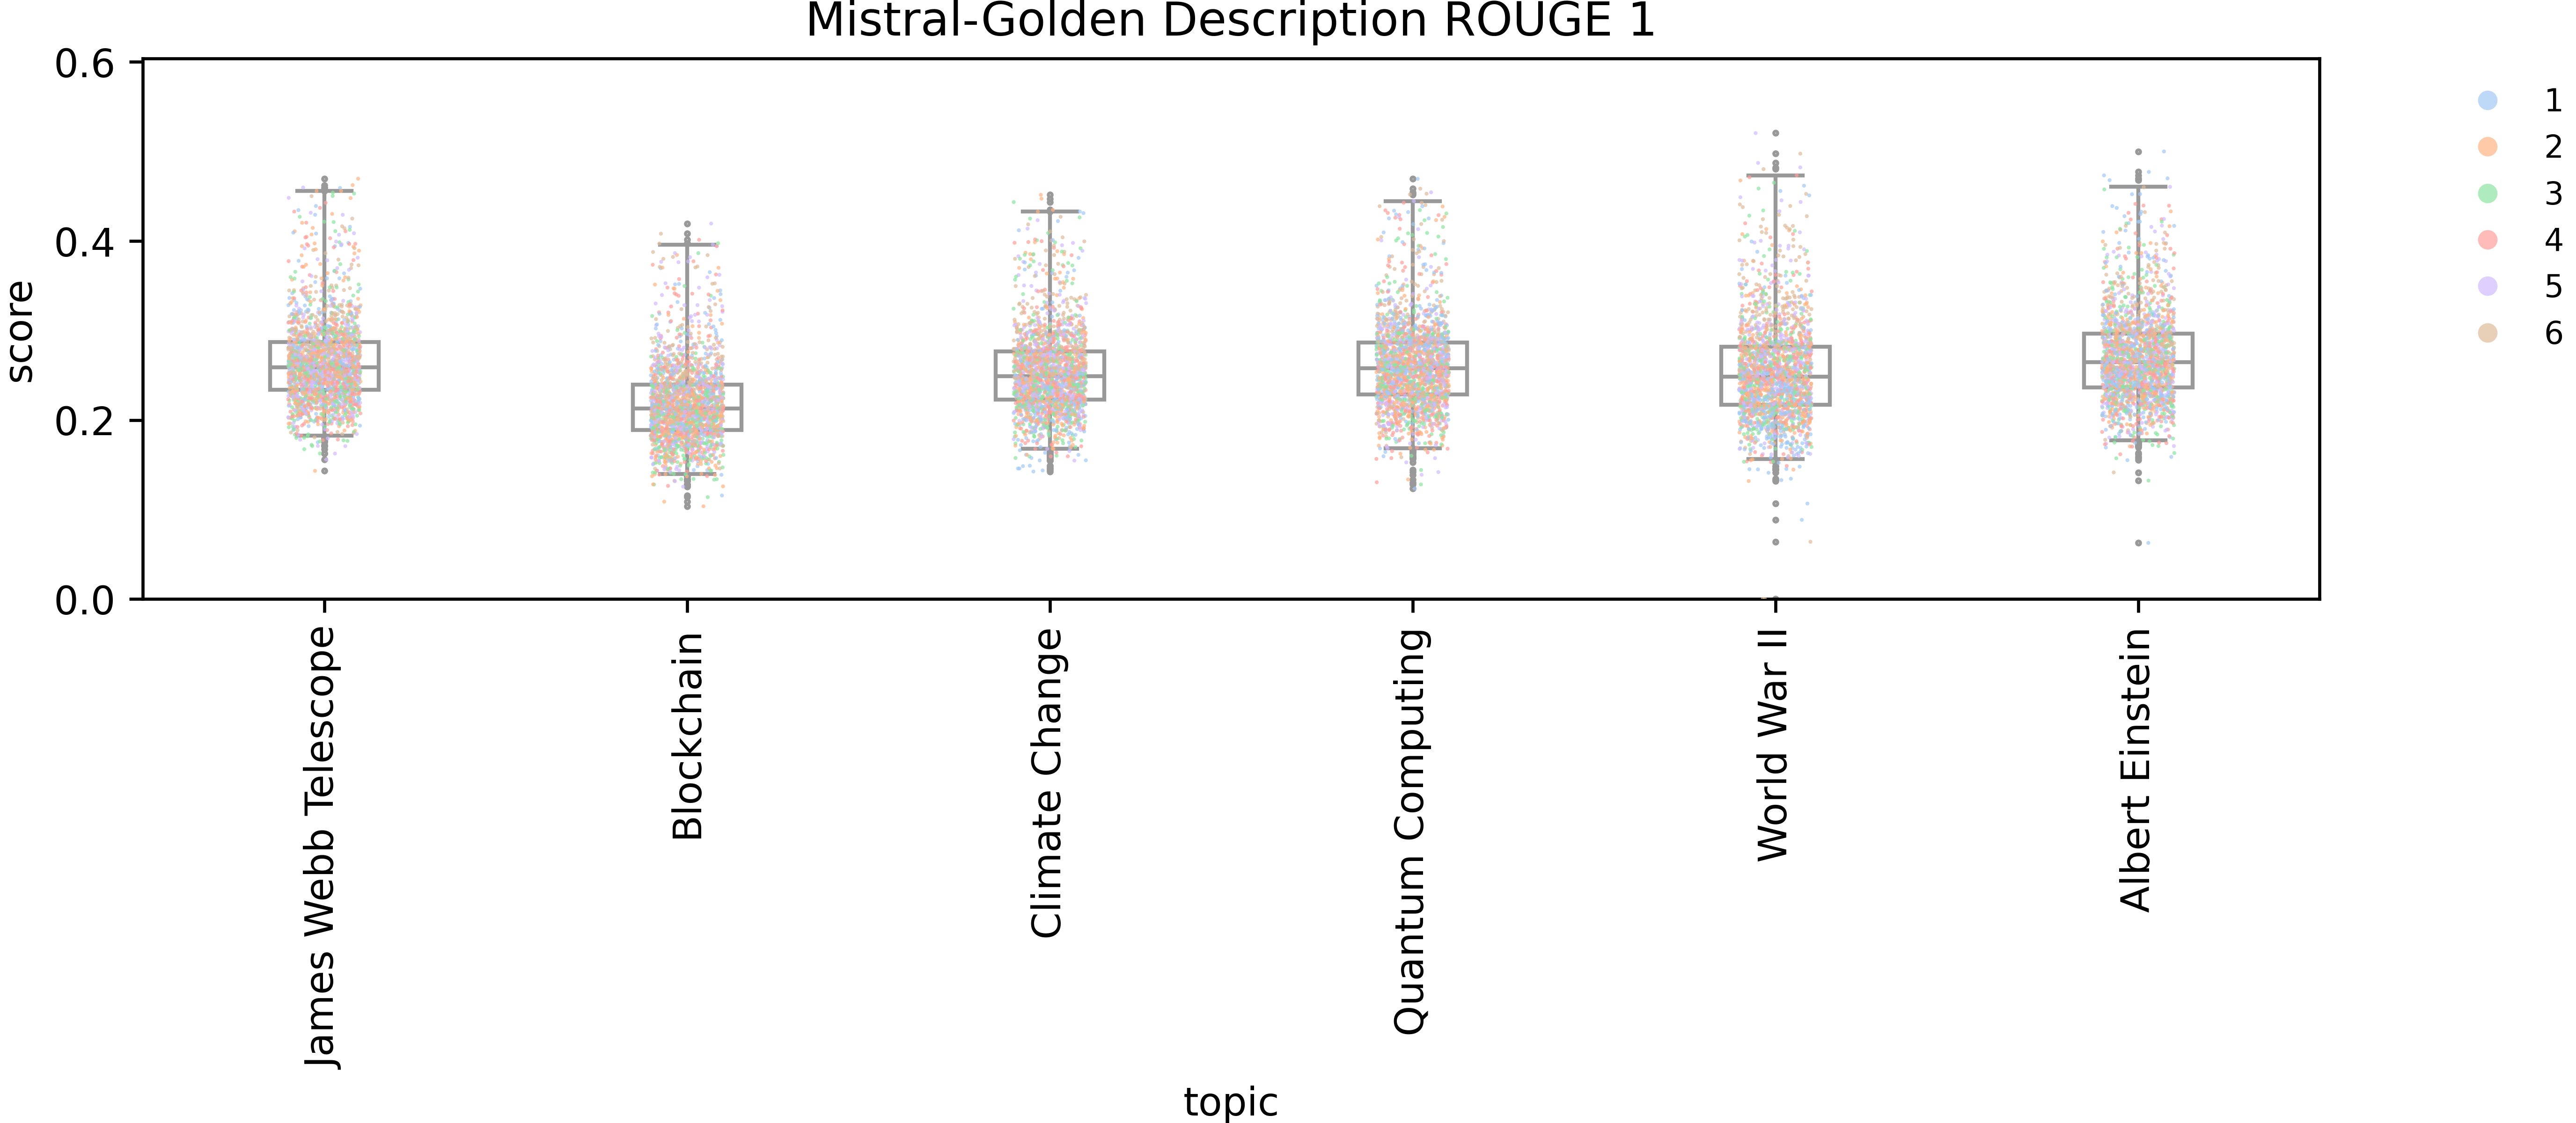 Mistral-Golden Description ROUGE 1
score
0.6
0.4
0.2
0.0
James Webb Telescope
Blockchain
Climate Change
Quantum Computing
World War II
Albert Einstein
topic
1
2
3
4
5
6